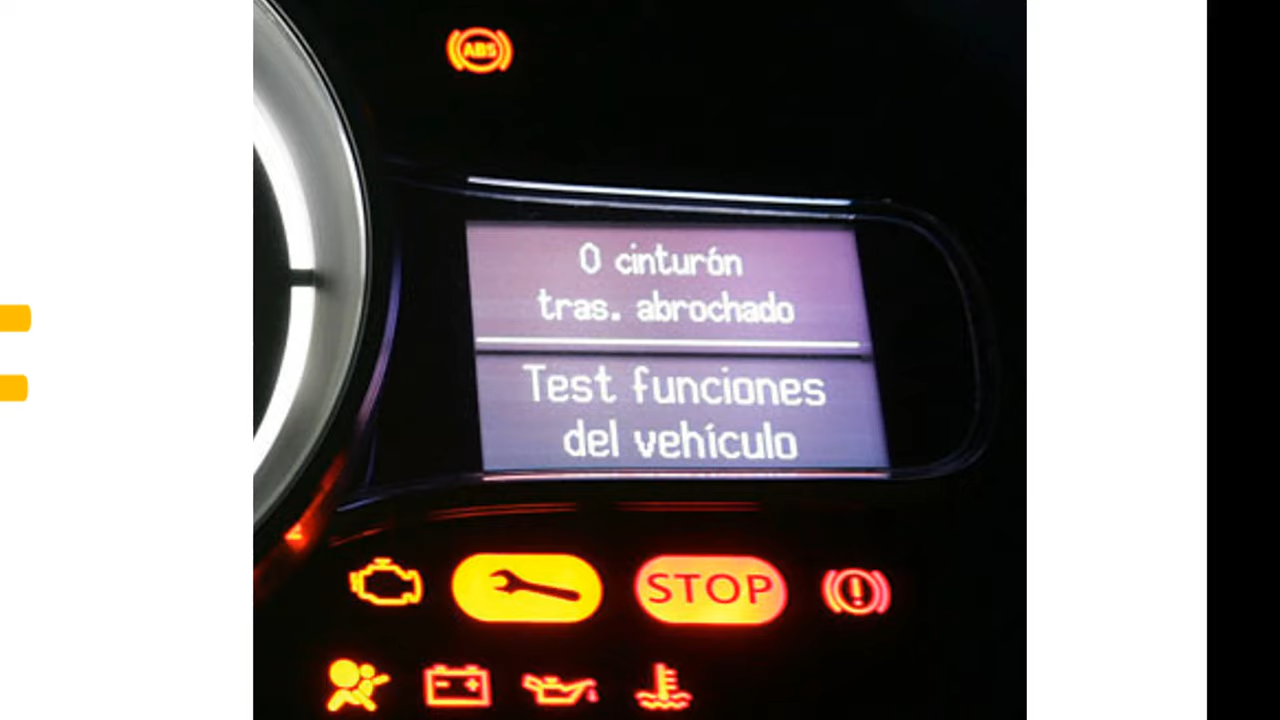 ABS
0 cinturón
tras. abrochado
Test funciones
del vehículo
STOP